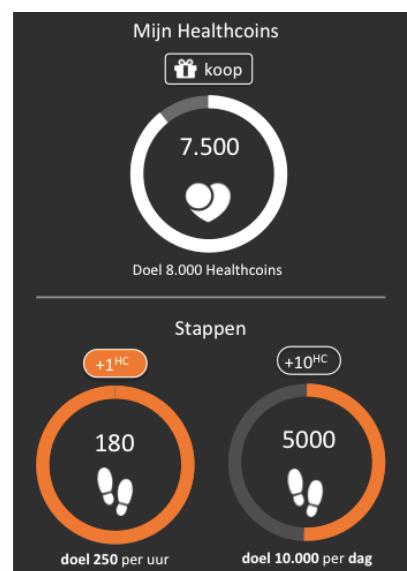 Mijn Healthcoins
koop
7.500
Doel 8.000 Healthcoins
Stappen
+1HC
+10HC
180
5000
doel 250 per uur
doel 10.000 per dag